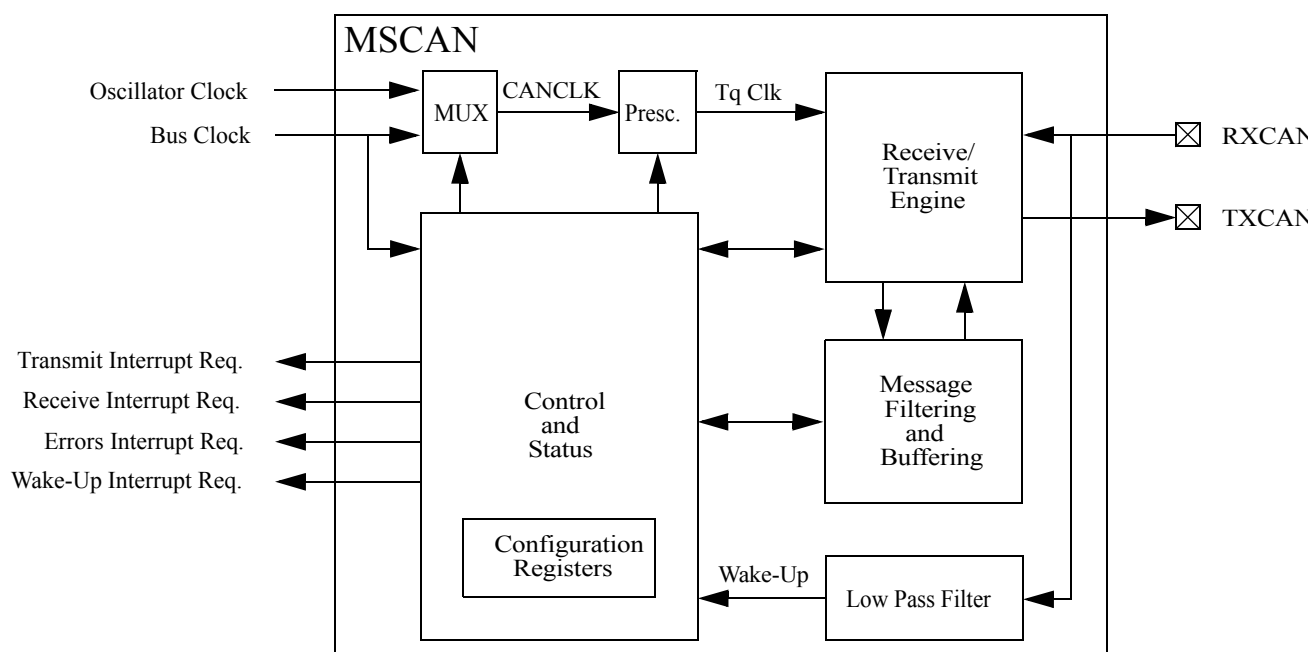 MSCAN
Oscillator Clock
Bus Clock
MUX
CANCLK
Presc.
Tq Clk
Receive/
Transmit
Engine
RXCAN
TXCAN
Transmit Interrupt Req.
Receive Interrupt Req.
Errors Interrupt Req.
Wake-Up Interrupt Req.
Control
and
Status
Message
Filtering
and
Buffering
Configuration
Registers
Wake-Up
Low Pass Filter